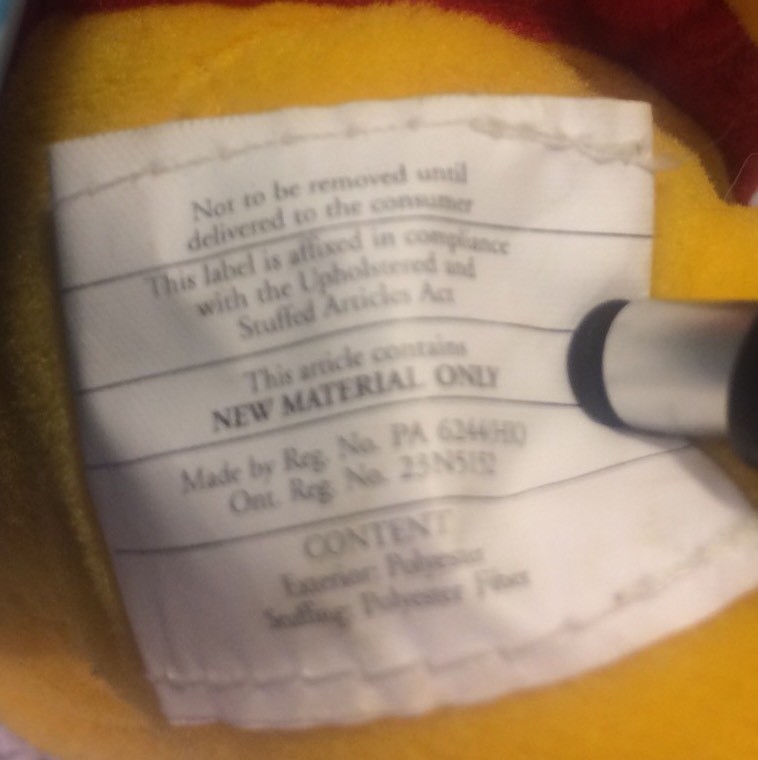 Not to be removed until
delivered to the consumer
This label is affixed in compliance
with the Upholstered and
Stuffed Articles Act
This article contains
NEW MATERIAL ONLY
Made by Reg. No. PA
Ont. Reg. No.
CONTENT
Exterior: Polyester
Stuffing: Polyester Fiber